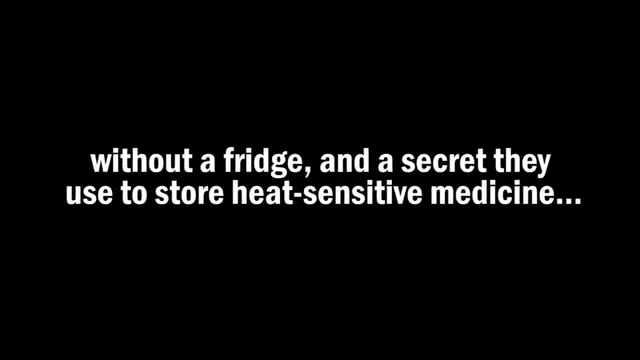 without a fridge, and a secret they
use to store heat-sensitive medicine...